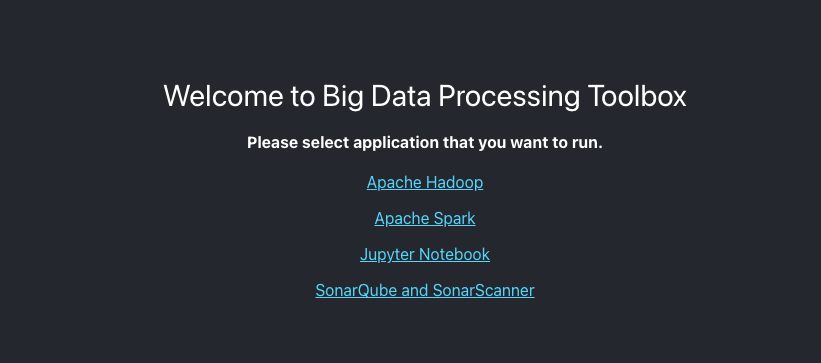 Welcome to Big Data Processing Toolbox
Please select application that you want to run.
Apache Hadoop
Apache Spark
Jupyter Notebook
SonarQube and SonarScanner